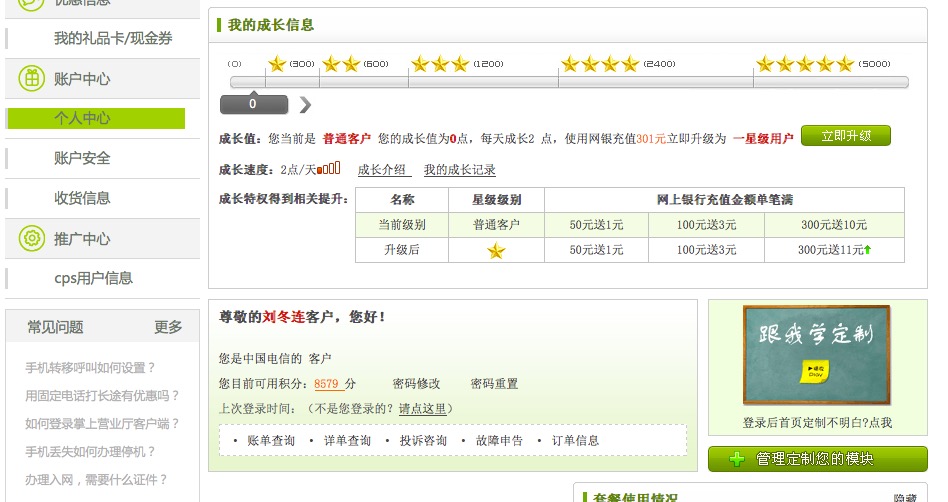 优惠信息
我的礼品卡/现金券
账户中心
个人中心
账户安全
收货信息
推广中心
cps用户信息
常见问题 更多
手机转移呼叫如何设置？
用固定电话打长途有优惠吗？
如何登录掌上营业厅客户端？
手机丢失如何办理停机？
办理入网，需要什么证件？
我的成长信息
(0) (300) (600) (1200) (2400) (5000)
0
成长值：您当前是 普通客户 您的成长值为0点，每天成长2 点，使用网银充值301元立即升级为 一星级用户 立即升级
成长速度：2点/天 成长介绍 我的成长记录
成长特权得到相关提升：
名称 星级级别 网上银行充值金额单笔满
当前级别 普通客户 50元送1元 100元送3元 300元送10元
升级后 50元送1元 100元送3元 300元送11元
尊敬的刘冬连客户，您好！
您是中国电信的 客户
您目前可用积分：8579 分 密码修改 密码重置
上次登录时间：（不是您登录的？请点这里）
• 账单查询 • 详单查询 • 投诉咨询 • 故障申告 • 订单信息
跟我学定制
登录后首页定制不明白?点我
管理定制您的模块
套餐使用情况 隐藏